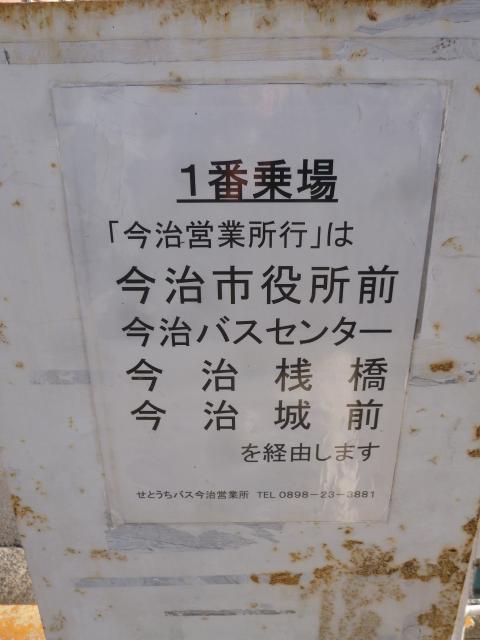 1番乗場
「今治営業所行」は
今治市役所前
今治バスセンター
今治桟橋
今治城前
を経由します
せとうちバス今治営業所 TEL 0898-23-3881